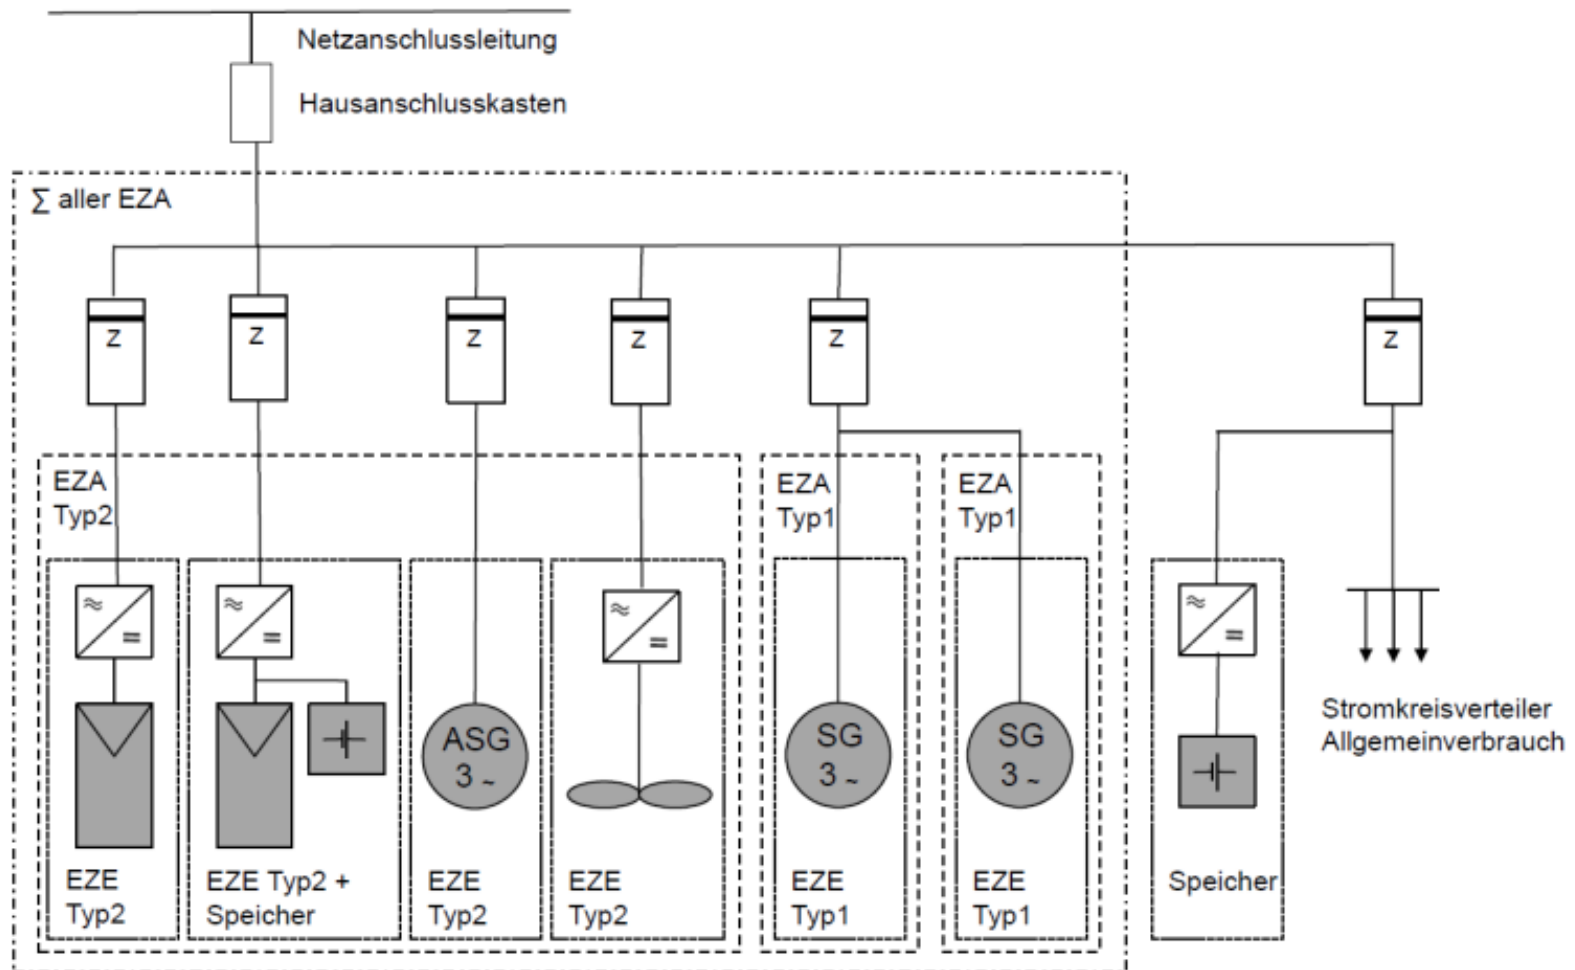 Netzanschlussleitung
Hausanschlusskasten
∑ aller EZA
Z
Z
Z
Z
Z
Z
EZA
Typ2
EZA
Typ1
EZA
Typ1
≈
=
≈
=
≈
=
≈
=
ASG
3 ~
SG
3 ~
SG
3 ~
Stromkreisverteiler
Allgemeinverbrauch
EZE
Typ2
EZE Typ2 +
Speicher
EZE
Typ2
EZE
Typ2
EZE
Typ1
EZE
Typ1
Speicher